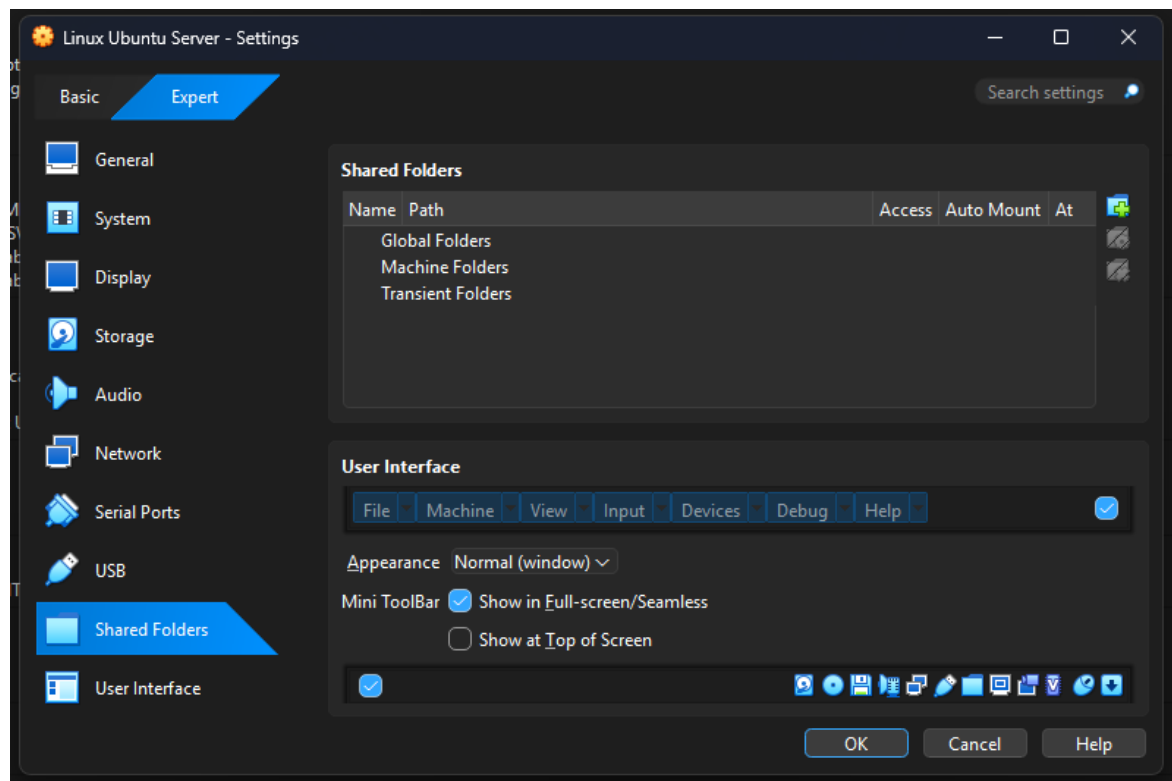 Linux Ubuntu Server - Settings
Basic
Expert
Search settings
General
System
Display
Storage
Audio
Network
Serial Ports
USB
Shared Folders
User Interface
Shared Folders
Name Path Access Auto Mount At
Global Folders
Machine Folders
Transient Folders
User Interface
File Machine View Input Devices Debug Help
Appearance Normal (window)
Mini ToolBar Show in Full-screen/Seamless
Show at Top of Screen
OK Cancel Help